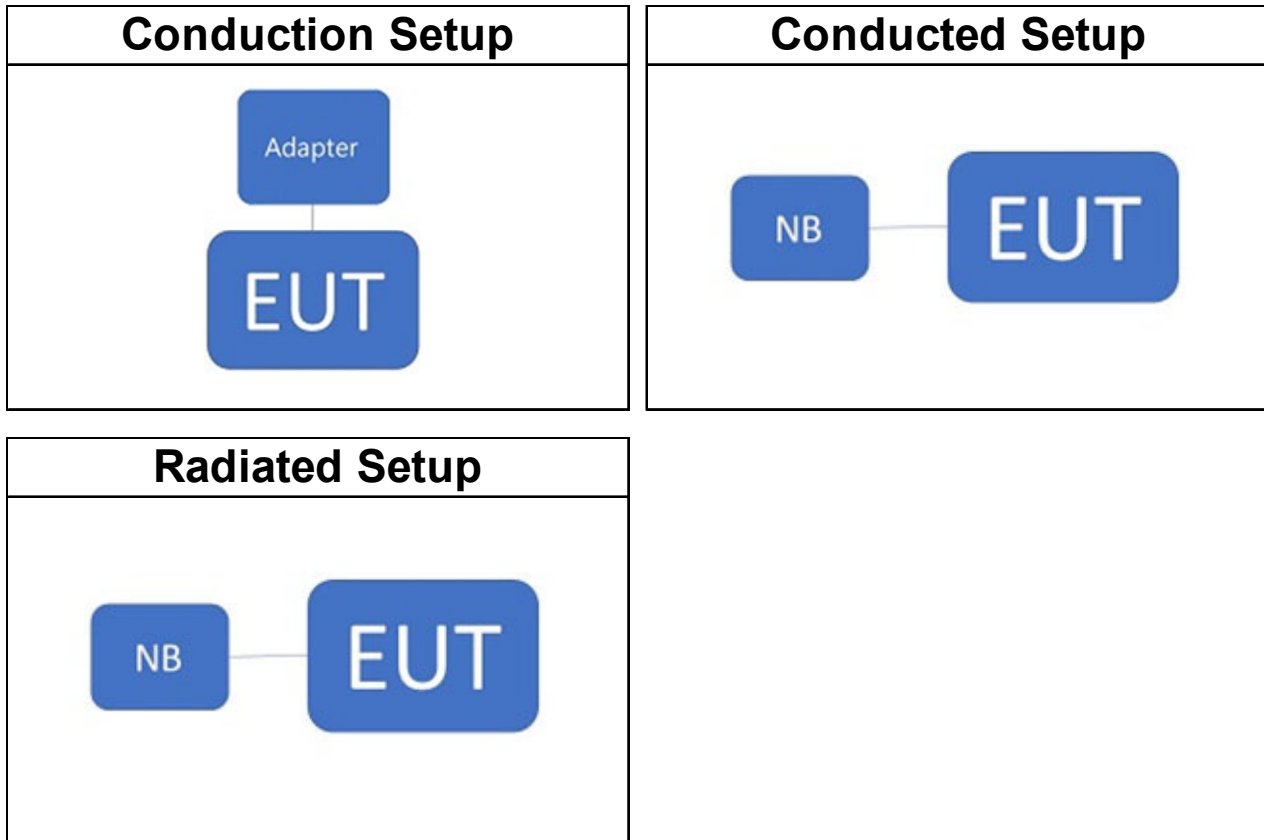 Conduction Setup
Adapter
EUT
Conducted Setup
NB
EUT
Radiated Setup
NB
EUT